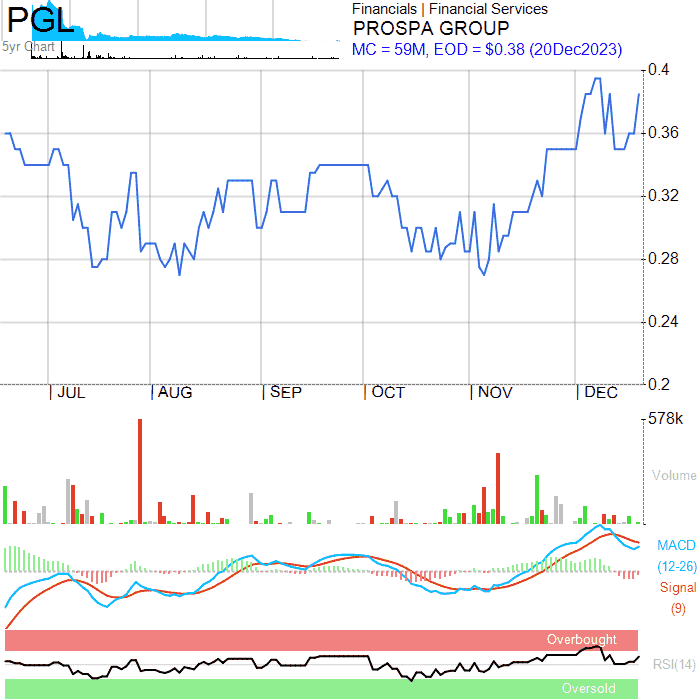 PGL
5yr Chart
Financials | Financial Services
PROSPA GROUP
MC = 59M, EOD = $0.38 (20Dec2023)
0.4
0.36
0.32
0.28
0.24
0.2
JUL AUG SEP OCT NOV DEC
578k
Volume
MACD
(12-26)
Signal
(9)
Overbought
RSI(14)
Oversold